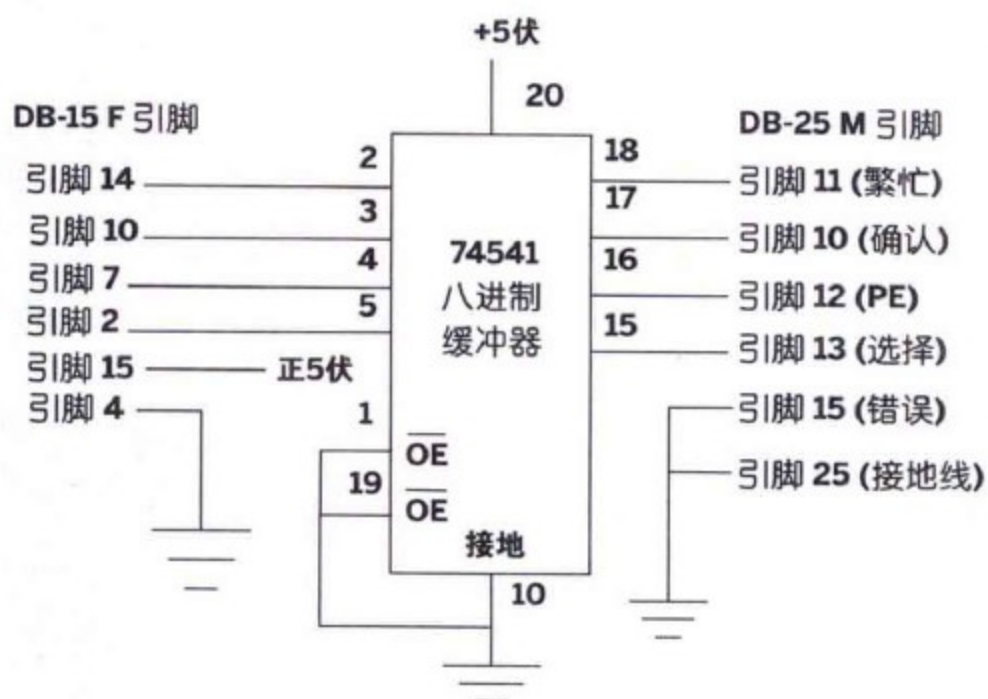 +5伏
20
DB-15 F 引脚
引脚 14
引脚 10
引脚 7
引脚 2
引脚 15
正5伏
引脚 4
2
3
4
5
1
19
74541
八进制
缓冲器
OE
OE
接地
10
18
17
16
15
DB-25 M 引脚
引脚 11 (繁忙)
引脚 10 (确认)
引脚 12 (PE)
引脚 13 (选择)
引脚 15 (错误)
引脚 25 (接地线)